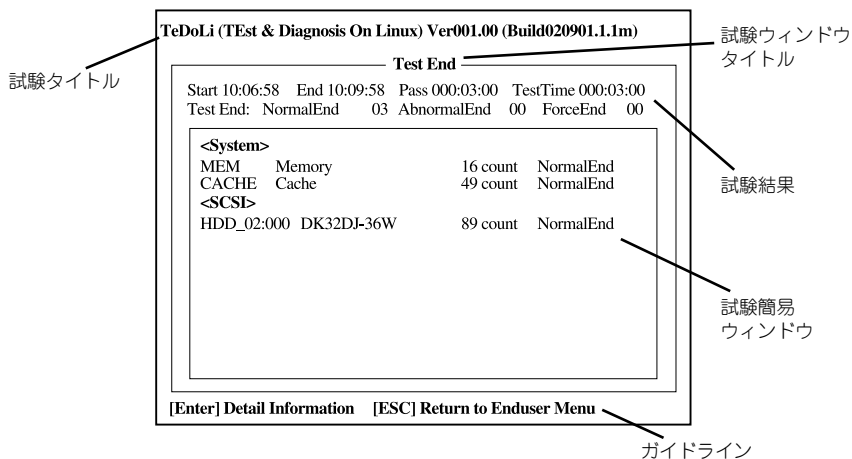 TeDoLi (TEst & Diagnosis On Linux) Ver001.00 (Build020901.1.1m)
試験ウィンドウ
タイトル
Test End
試験タイトル
Start 10:06:58 End 10:09:58 Pass 000:03:00 TestTime 000:03:00
Test End: NormalEnd 03 AbnormalEnd 00 ForceEnd 00
<System>
MEM Memory 16 count NormalEnd
試験結果
CACHE Cache 49 count NormalEnd
<SCSI>
HDD_02:000 DK32DJ-36W 89 count NormalEnd
試験簡易
ウィンドウ
[Enter] Detail Information [ESC] Return to Enduser Menu
ガイドライン